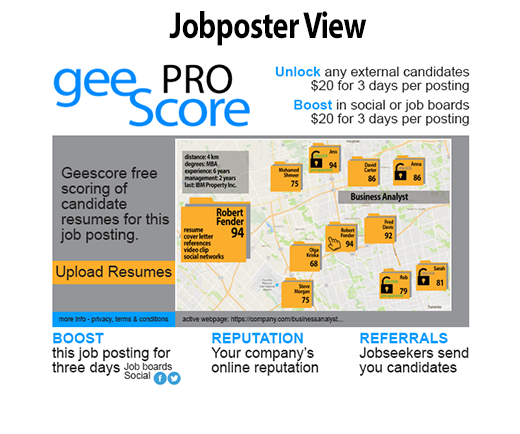 Jobposter View
geeScore PRO
Unlock any external candidates
$20 for 3 days per posting
Boost in social or job boards
$20 for 3 days per posting
Geescore free
scoring of
candidate
resumes for this
job posting.
Upload Resumes
more info - privacy, terms & conditions
distance: 4 km
degrees: MBA
experience: 6 years
management: 2 years
last: IBM Property Inc.
Robert
Fender
94
resume
cover letter
references
video clip
social networks
Mohamed
Shmeer
75
Jess
94
David
Carter
86
Anna
86
Business Analyst
Fred
Davis
92
Robert
Fender
94
Olga
Kriska
68
Steve
Morgan
75
Rob
79
Sarah
81
Toronto
active webpage: https://company.com/businessanalyst...
BOOST
this job posting for
three days
Job boards
Social
REPUTATION
Your company's
online reputation
REFERRALS
Jobseekers send
you candidates